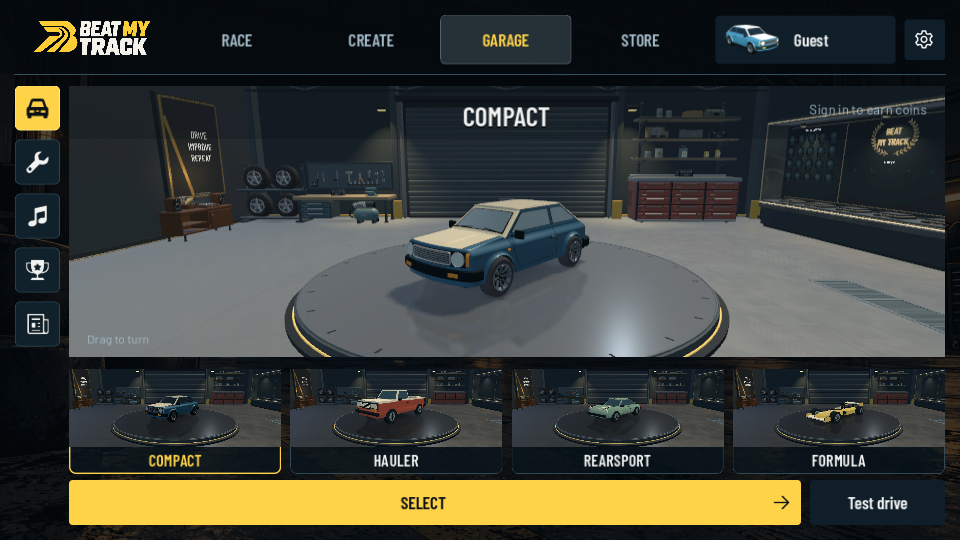 BEAT MY
TRACK
RACE
CREATE
GARAGE
STORE
Guest
COMPACT
Sign in to earn coins
DRIVE
IMPROVE
REPEAT
BEAT
MY TRACK
Drag to turn
COMPACT
HAULER
REARSPORT
FORMULA
SELECT
Test drive